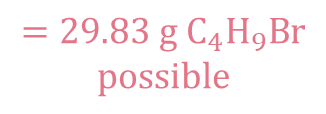 = 29.83 g C₄H₉Br
possible